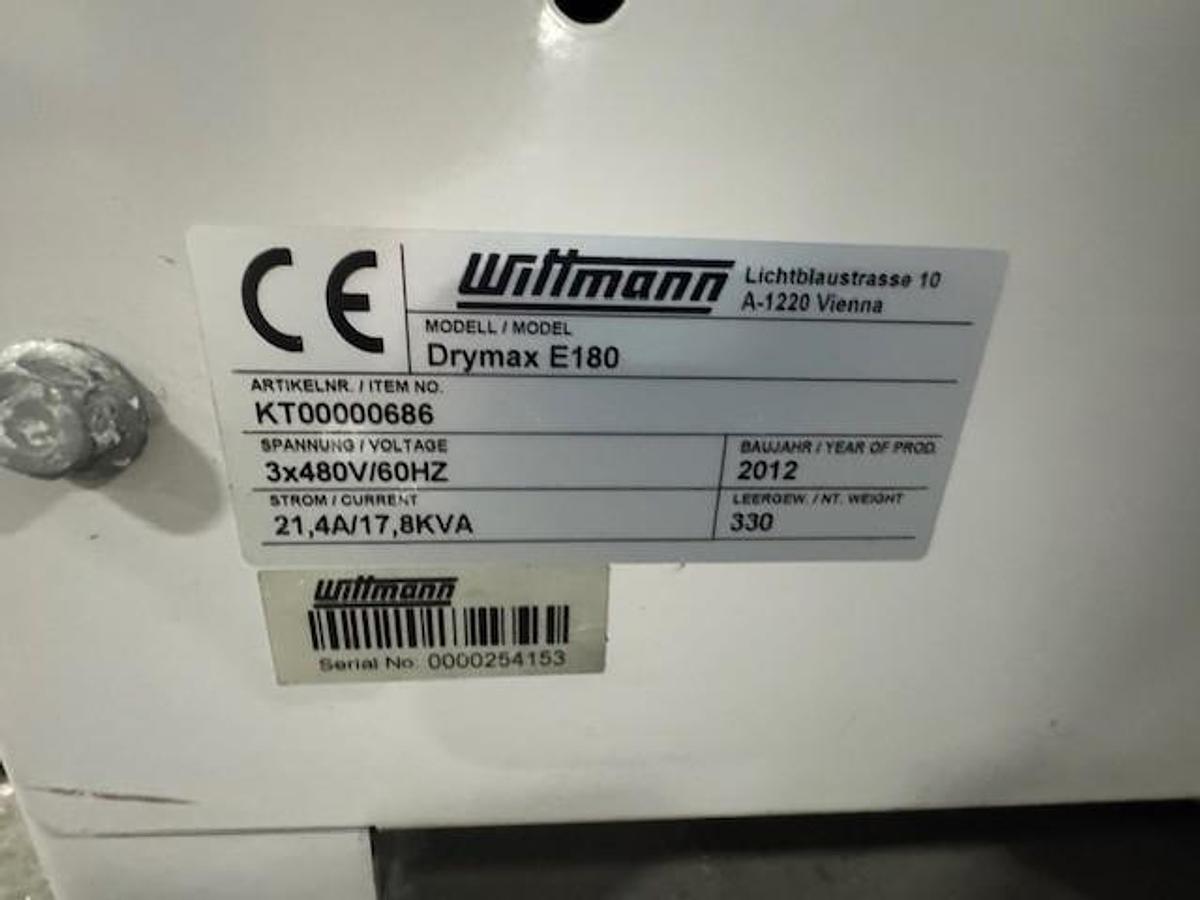 CE
Wittmann
Lichtblaustrasse 10
A-1220 Vienna
MODELL / MODEL
Drymax E180
ARTIKELNR. / ITEM NO.
KT00000686
SPANNUNG / VOLTAGE
3x480V/60HZ
BAUJAHR / YEAR OF PROD.
2012
STROM / CURRENT
21,4A/17,8KVA
LEERGEW. / NT. WEIGHT
330
Wittmann
Serial No: 0000254153